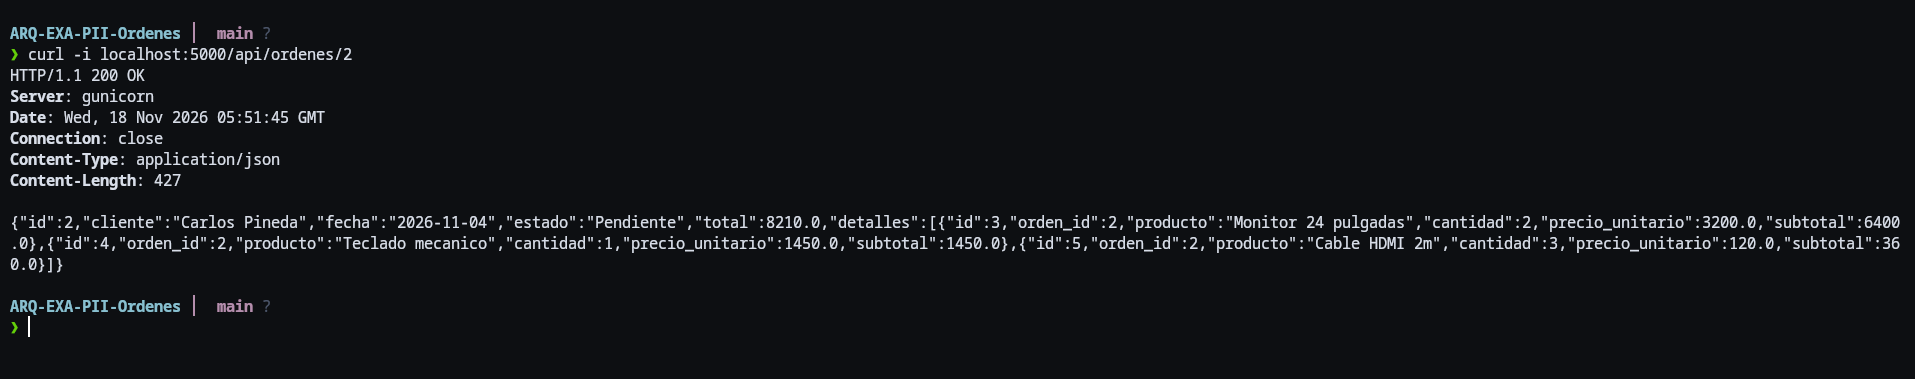 ARQ-EXA-PII-Ordenes │  main ?
❯ curl -i localhost:5000/api/ordenes/2
HTTP/1.1 200 OK
Server: gunicorn
Date: Wed, 18 Nov 2026 05:51:45 GMT
Connection: close
Content-Type: application/json
Content-Length: 427

{"id":2,"cliente":"Carlos Pineda","fecha":"2026-11-04","estado":"Pendiente","total":8210.0,"detalles":[{"id":3,"orden_id":2,"producto":"Monitor 24 pulgadas","cantidad":2,"precio_unitario":3200.0,"subtotal":6400
.0},{"id":4,"orden_id":2,"producto":"Teclado mecanico","cantidad":1,"precio_unitario":1450.0,"subtotal":1450.0},{"id":5,"orden_id":2,"producto":"Cable HDMI 2m","cantidad":3,"precio_unitario":120.0,"subtotal":36
0.0}]}

ARQ-EXA-PII-Ordenes │  main ?
❯